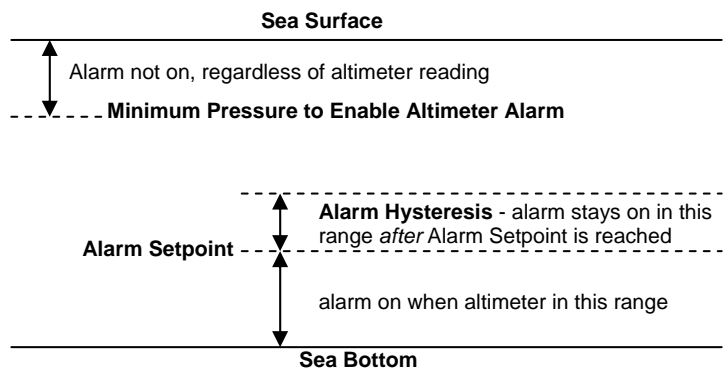 Sea Surface
Alarm not on, regardless of altimeter reading
Minimum Pressure to Enable Altimeter Alarm
Alarm Hysteresis - alarm stays on in this
range after Alarm Setpoint is reached
Alarm Setpoint
alarm on when altimeter in this range
Sea Bottom